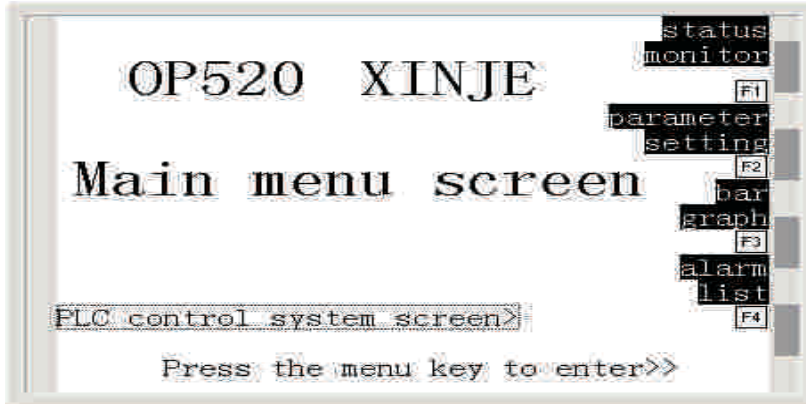 OP520 XINJE
Main menu screen
PLC control system screen>
Press the menu key to enter>>
status
monitor
F1
parameter
setting
F2
bar
graph
F3
alarm
list
F4